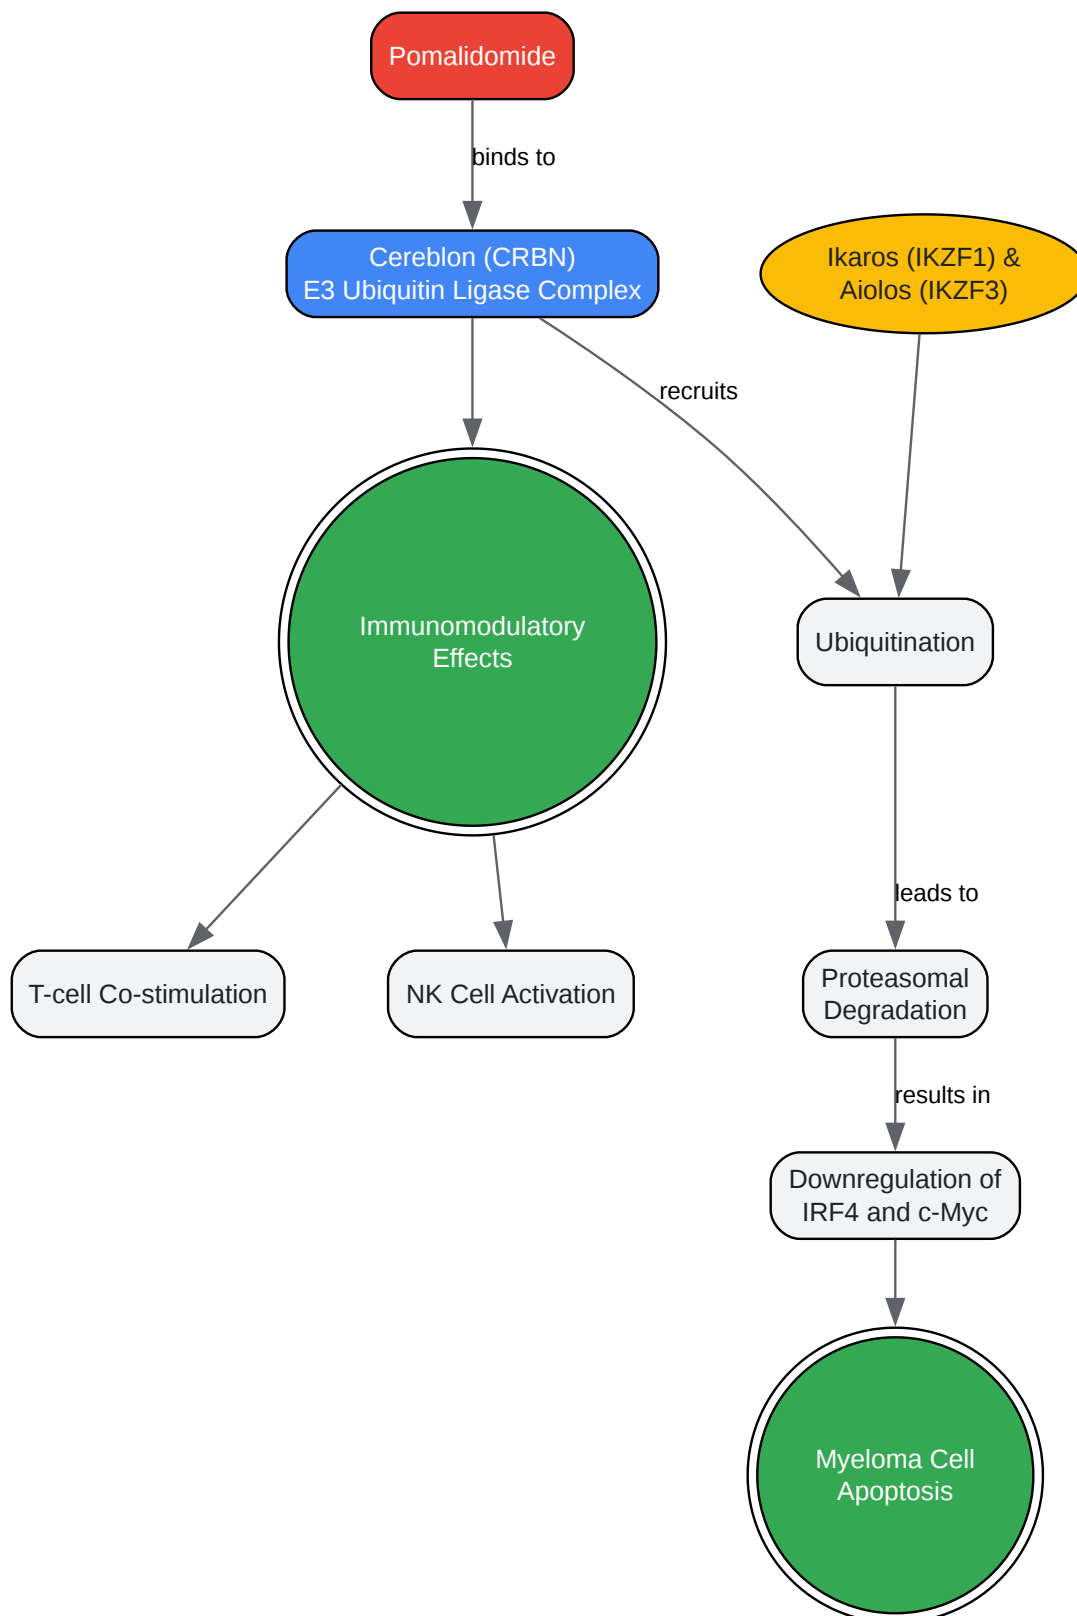 Pomalidomide
binds to
Cereblon (CRBN)
E3 Ubiquitin Ligase Complex
Ikaros (IKZF1) &
Aiolos (IKZF3)
recruits
Immunomodulatory
Effects
Ubiquitination
leads to
T-cell Co-stimulation
NK Cell Activation
Proteasomal
Degradation
results in
Downregulation of
IRF4 and c-Myc
Myeloma Cell
Apoptosis